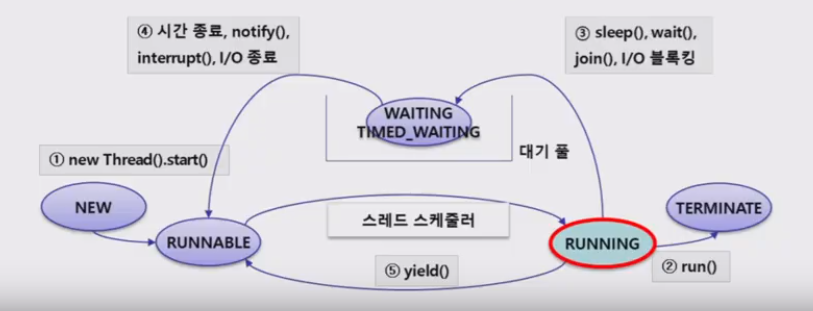 ④ 시간 종료, notify(),
interrupt(), I/O 종료
③ sleep(), wait(),
join(), I/O 블록킹
WAITING
TIMED_WAITING
대기 풀
① new Thread().start()
NEW
RUNNABLE
스레드 스케줄러
RUNNING
TERMINATE
② run()
⑤ yield()